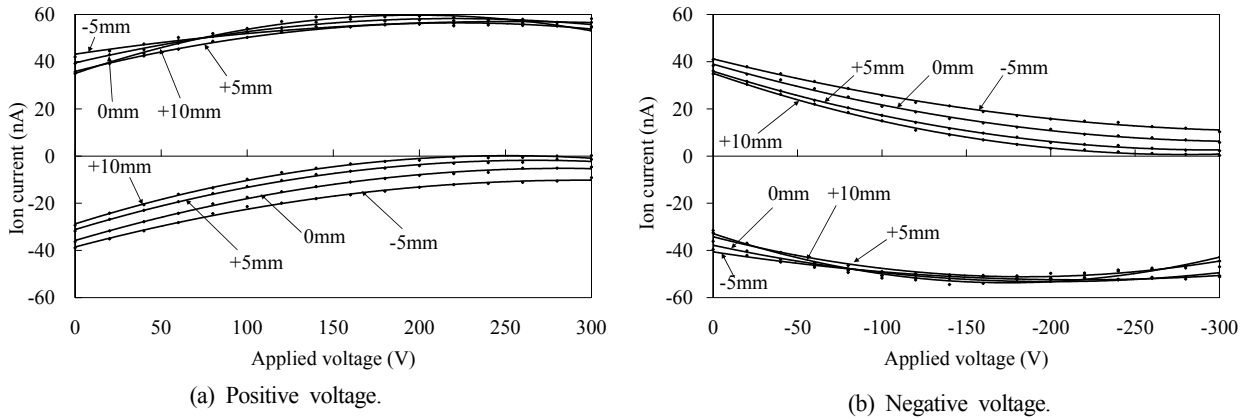 60
40
20
0
-20
-40
-60
Ion current (nA)
-5mm
0mm
+10mm
+5mm
+10mm
+5mm
0mm
-5mm
0 50 100 150 200 250 300
Applied voltage (V)
(a) Positive voltage.
60
40
20
0
-20
-40
-60
Ion current (nA)
+5mm
0mm
-5mm
+10mm
0mm
+10mm
+5mm
-5mm
0 -50 -100 -150 -200 -250 -300
Applied voltage (V)
(b) Negative voltage.